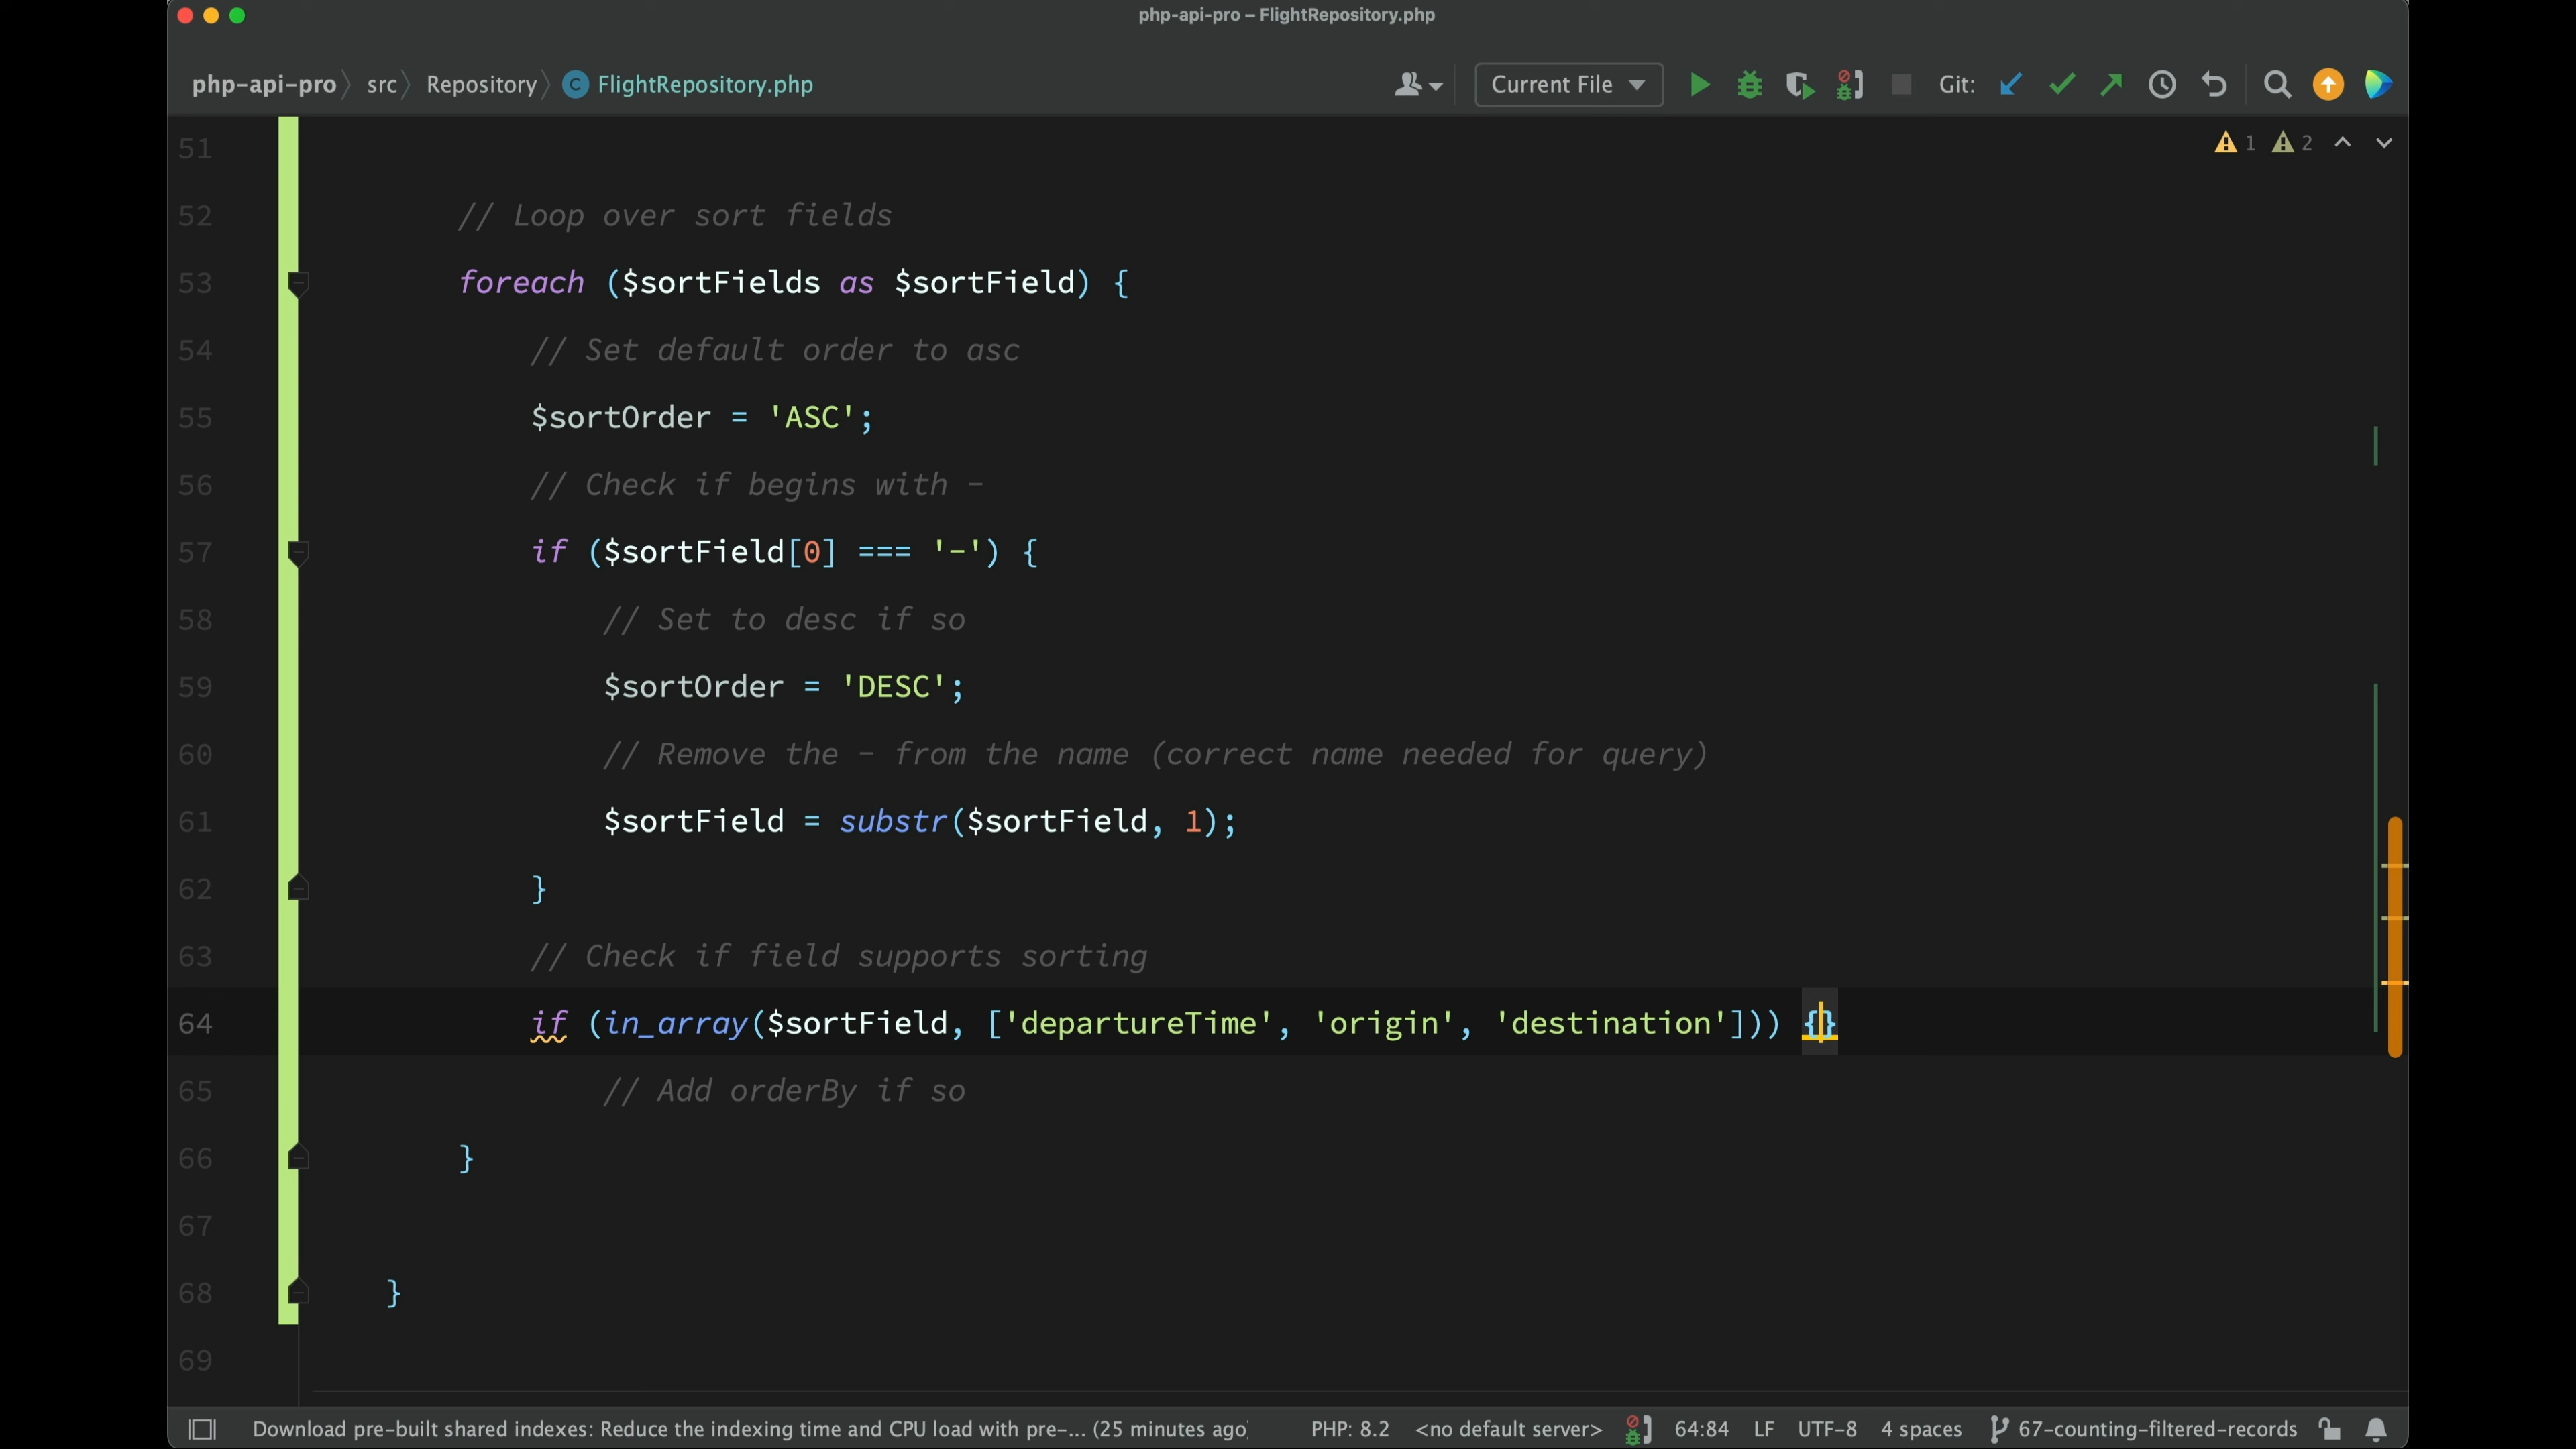 php-api-pro – FlightRepository.php
php-api-pro src Repository C FlightRepository.php Current File Git:
51 1 2
52 // Loop over sort fields
53 foreach ($sortFields as $sortField) {
54 // Set default order to asc
55 $sortOrder = 'ASC';
56 // Check if begins with -
57 if ($sortField[0] === '-') {
58 // Set to desc if so
59 $sortOrder = 'DESC';
60 // Remove the - from the name (correct name needed for query)
61 $sortField = substr($sortField, 1);
62 }
63 // Check if field supports sorting
64 if (in_array($sortField, ['departureTime', 'origin', 'destination'])) {}
65 // Add orderBy if so
66 }
67
68 }
69
Download pre-built shared indexes: Reduce the indexing time and CPU load with pre-... (25 minutes ago) PHP: 8.2 <no default server> 64:84 LF UTF-8 4 spaces 67-counting-filtered-records